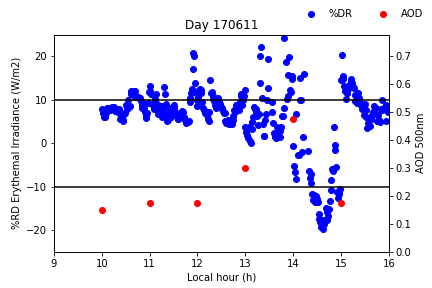 %DR AOD
Day 170611
%RD Erythemal Irradiance (W/m2)
20
10
0
−10
−20
0.7
0.6
0.5
0.4
0.3
0.2
0.1
0.0
AOD 500nm
9 10 11 12 13 14 15 16
Local hour (h)